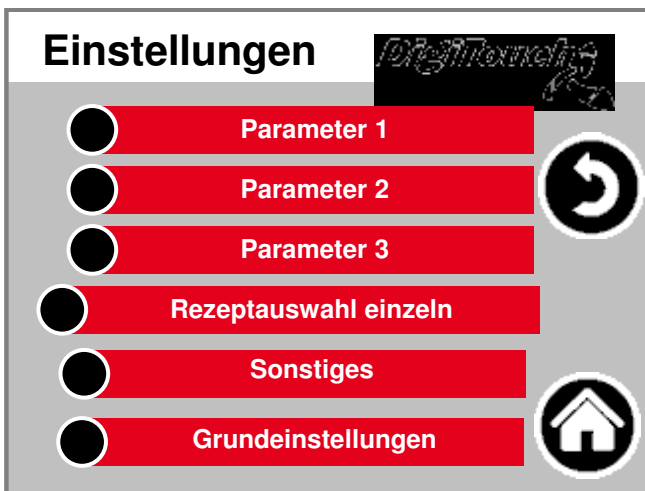 Einstellungen
DigiTouch
Parameter 1
Parameter 2
Parameter 3
Rezeptauswahl einzeln
Sonstiges
Grundeinstellungen